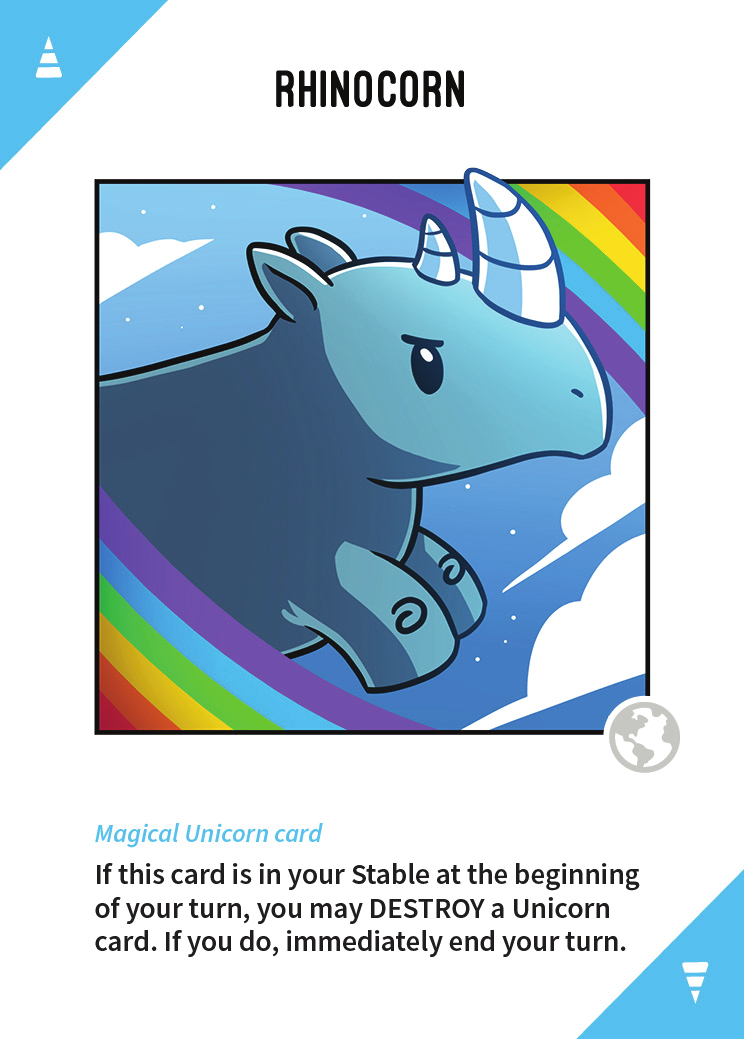 RHINOCORN
Magical Unicorn card
If this card is in your Stable at the beginning
of your turn, you may DESTROY a Unicorn
card. If you do, immediately end your turn.